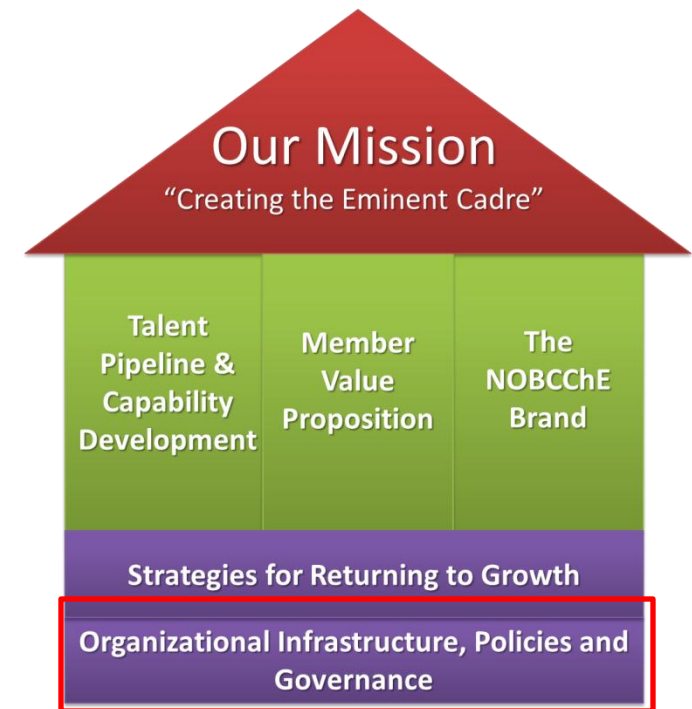 Our Mission
“Creating the Eminent Cadre”
Talent
Pipeline &
Capability
Development
Member
Value
Proposition
The
NOBCChE
Brand
Strategies for Returning to Growth
Organizational Infrastructure, Policies and
Governance